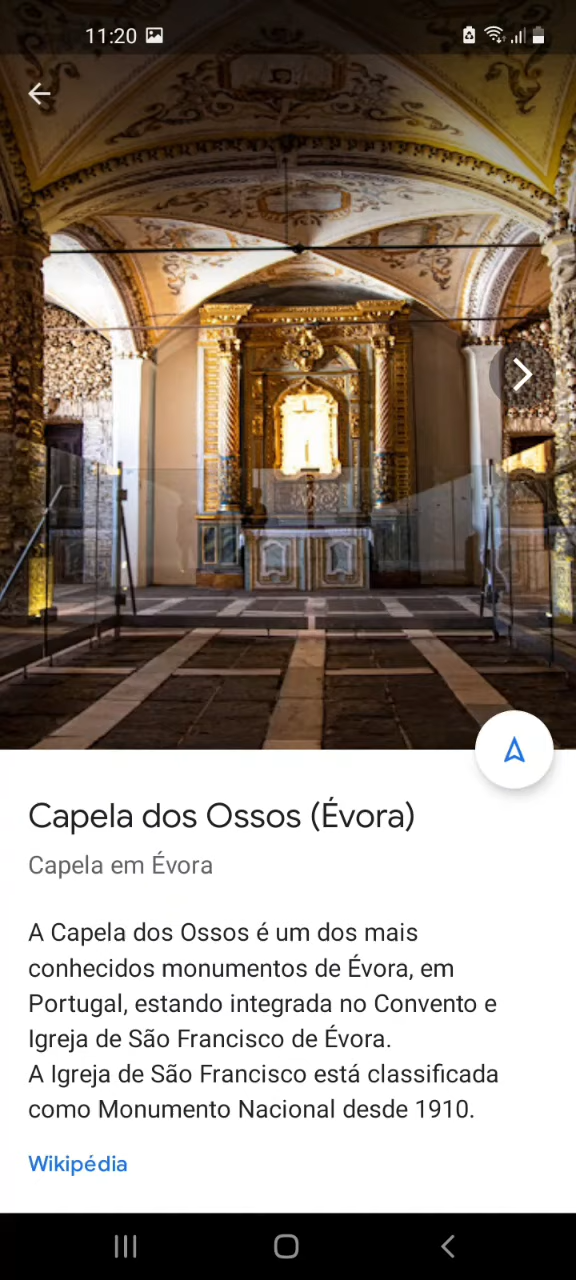 11:20
Capela dos Ossos (Évora)
Capela em Évora
A Capela dos Ossos é um dos mais
conhecidos monumentos de Évora, em
Portugal, estando integrada no Convento e
Igreja de São Francisco de Évora.
A Igreja de São Francisco está classificada
como Monumento Nacional desde 1910.
Wikipédia